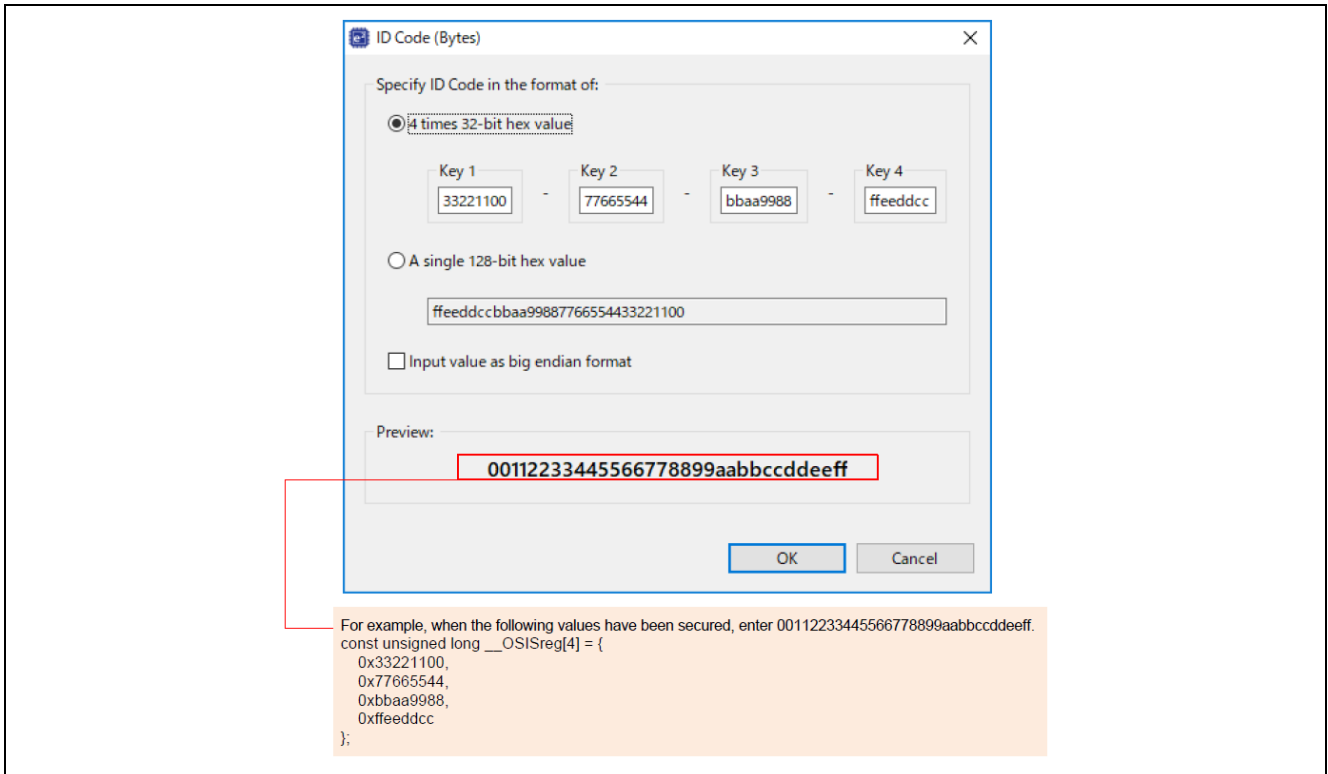 ID Code (Bytes)
Specify ID Code in the format of:
4 times 32-bit hex value
Key 1 Key 2 Key 3 Key 4
33221100 - 77665544 - bbaa9988 - ffeeddcc
A single 128-bit hex value
ffeeddccbbaa99887766554433221100
Input value as big endian format
Preview:
00112233445566778899aabbccddeeff
OK Cancel
For example, when the following values have been secured, enter 00112233445566778899aabbccddeeff.
const unsigned long __OSISreg[4] = {
0x33221100,
0x77665544,
0xbbaa9988,
0xffeeddcc
};